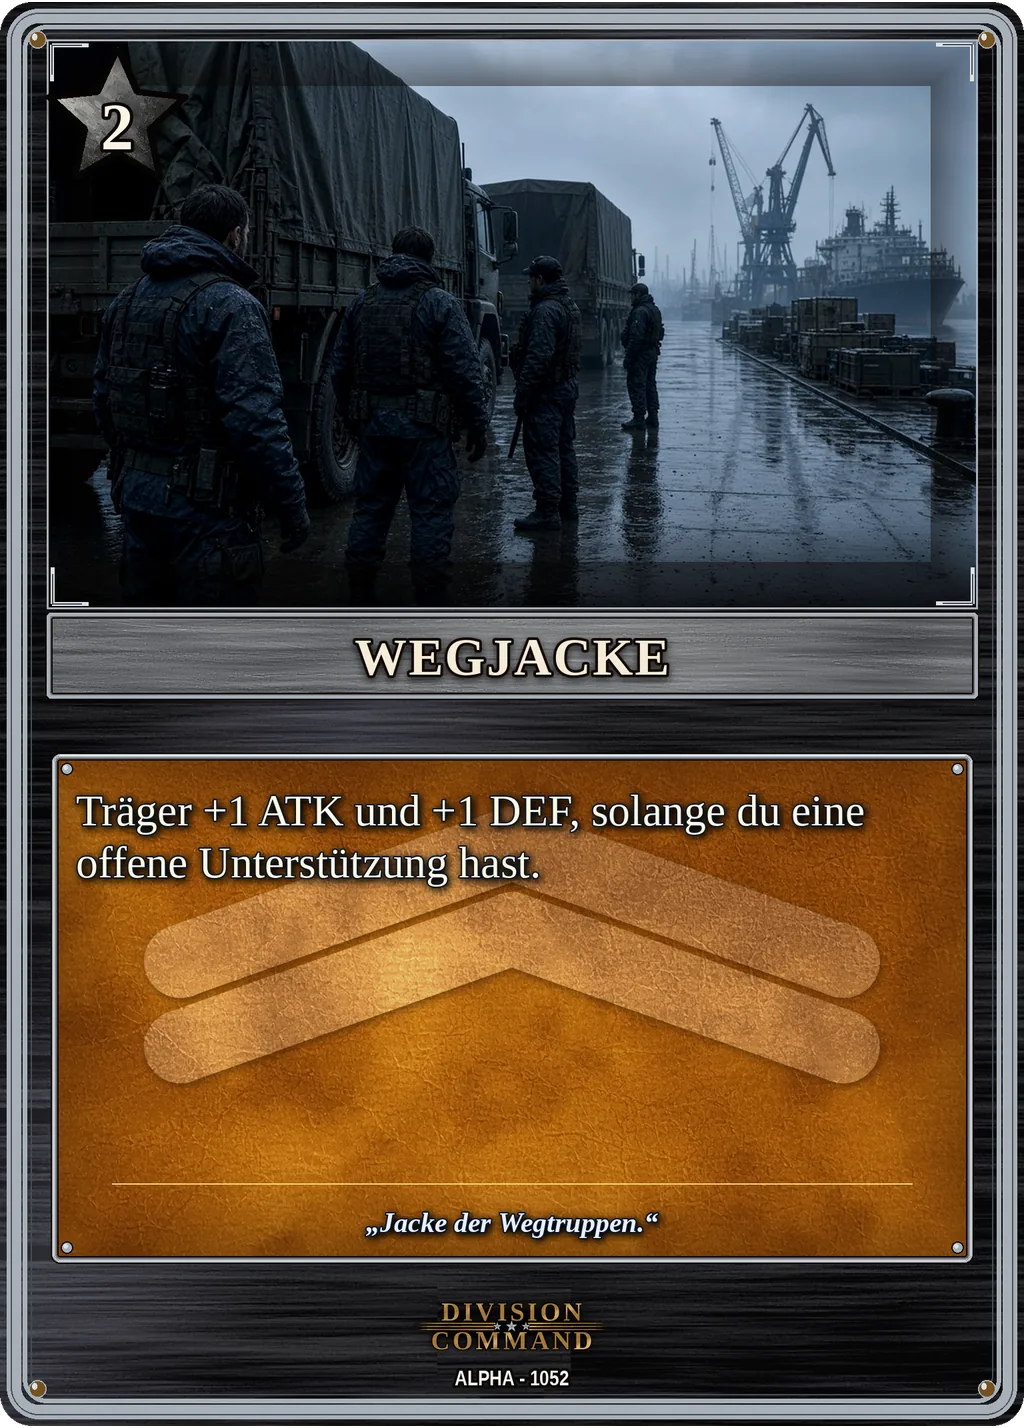 2
WEGJACKE
Träger +1 ATK und +1 DEF, solange du eine
offene Unterstützung hast.
„Jacke der Wegtruppen.“
DIVISION
COMMAND
ALPHA - 1052